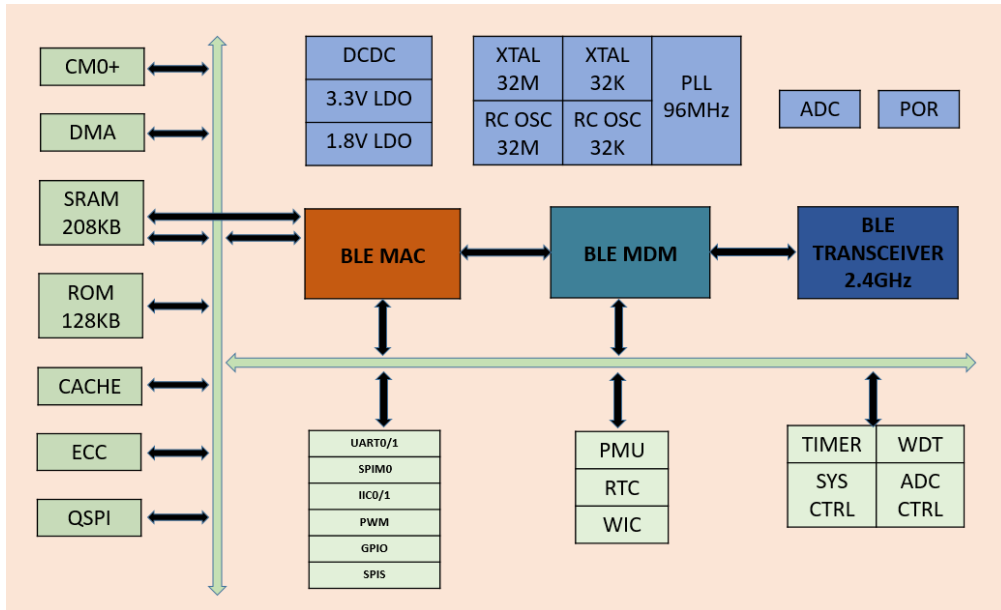 CM0+
DMA
SRAM
208KB
ROM
128KB
CACHE
ECC
QSPI
DCDC
3.3V LDO
1.8V LDO
XTAL
32M
XTAL
32K
RC OSC
32M
RC OSC
32K
PLL
96MHz
ADC
POR
BLE MAC
BLE MDM
BLE
TRANSCEIVER
2.4GHz
UART0/1
SPIM0
IIC0/1
PWM
GPIO
SPIS
PMU
RTC
WIC
TIMER
WDT
SYS
CTRL
ADC
CTRL